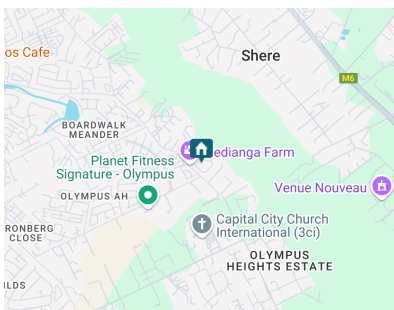 os Cafe
Shere
M6
BOARDWALK
MEANDER
edianga Farm
Planet Fitness
Signature - Olympus
Venue Nouveau
OLYMPUS AH
Capital City Church
International (3ci)
RONBERG
CLOSE
OLYMPUS
HEIGHTS ESTATE
ILDS